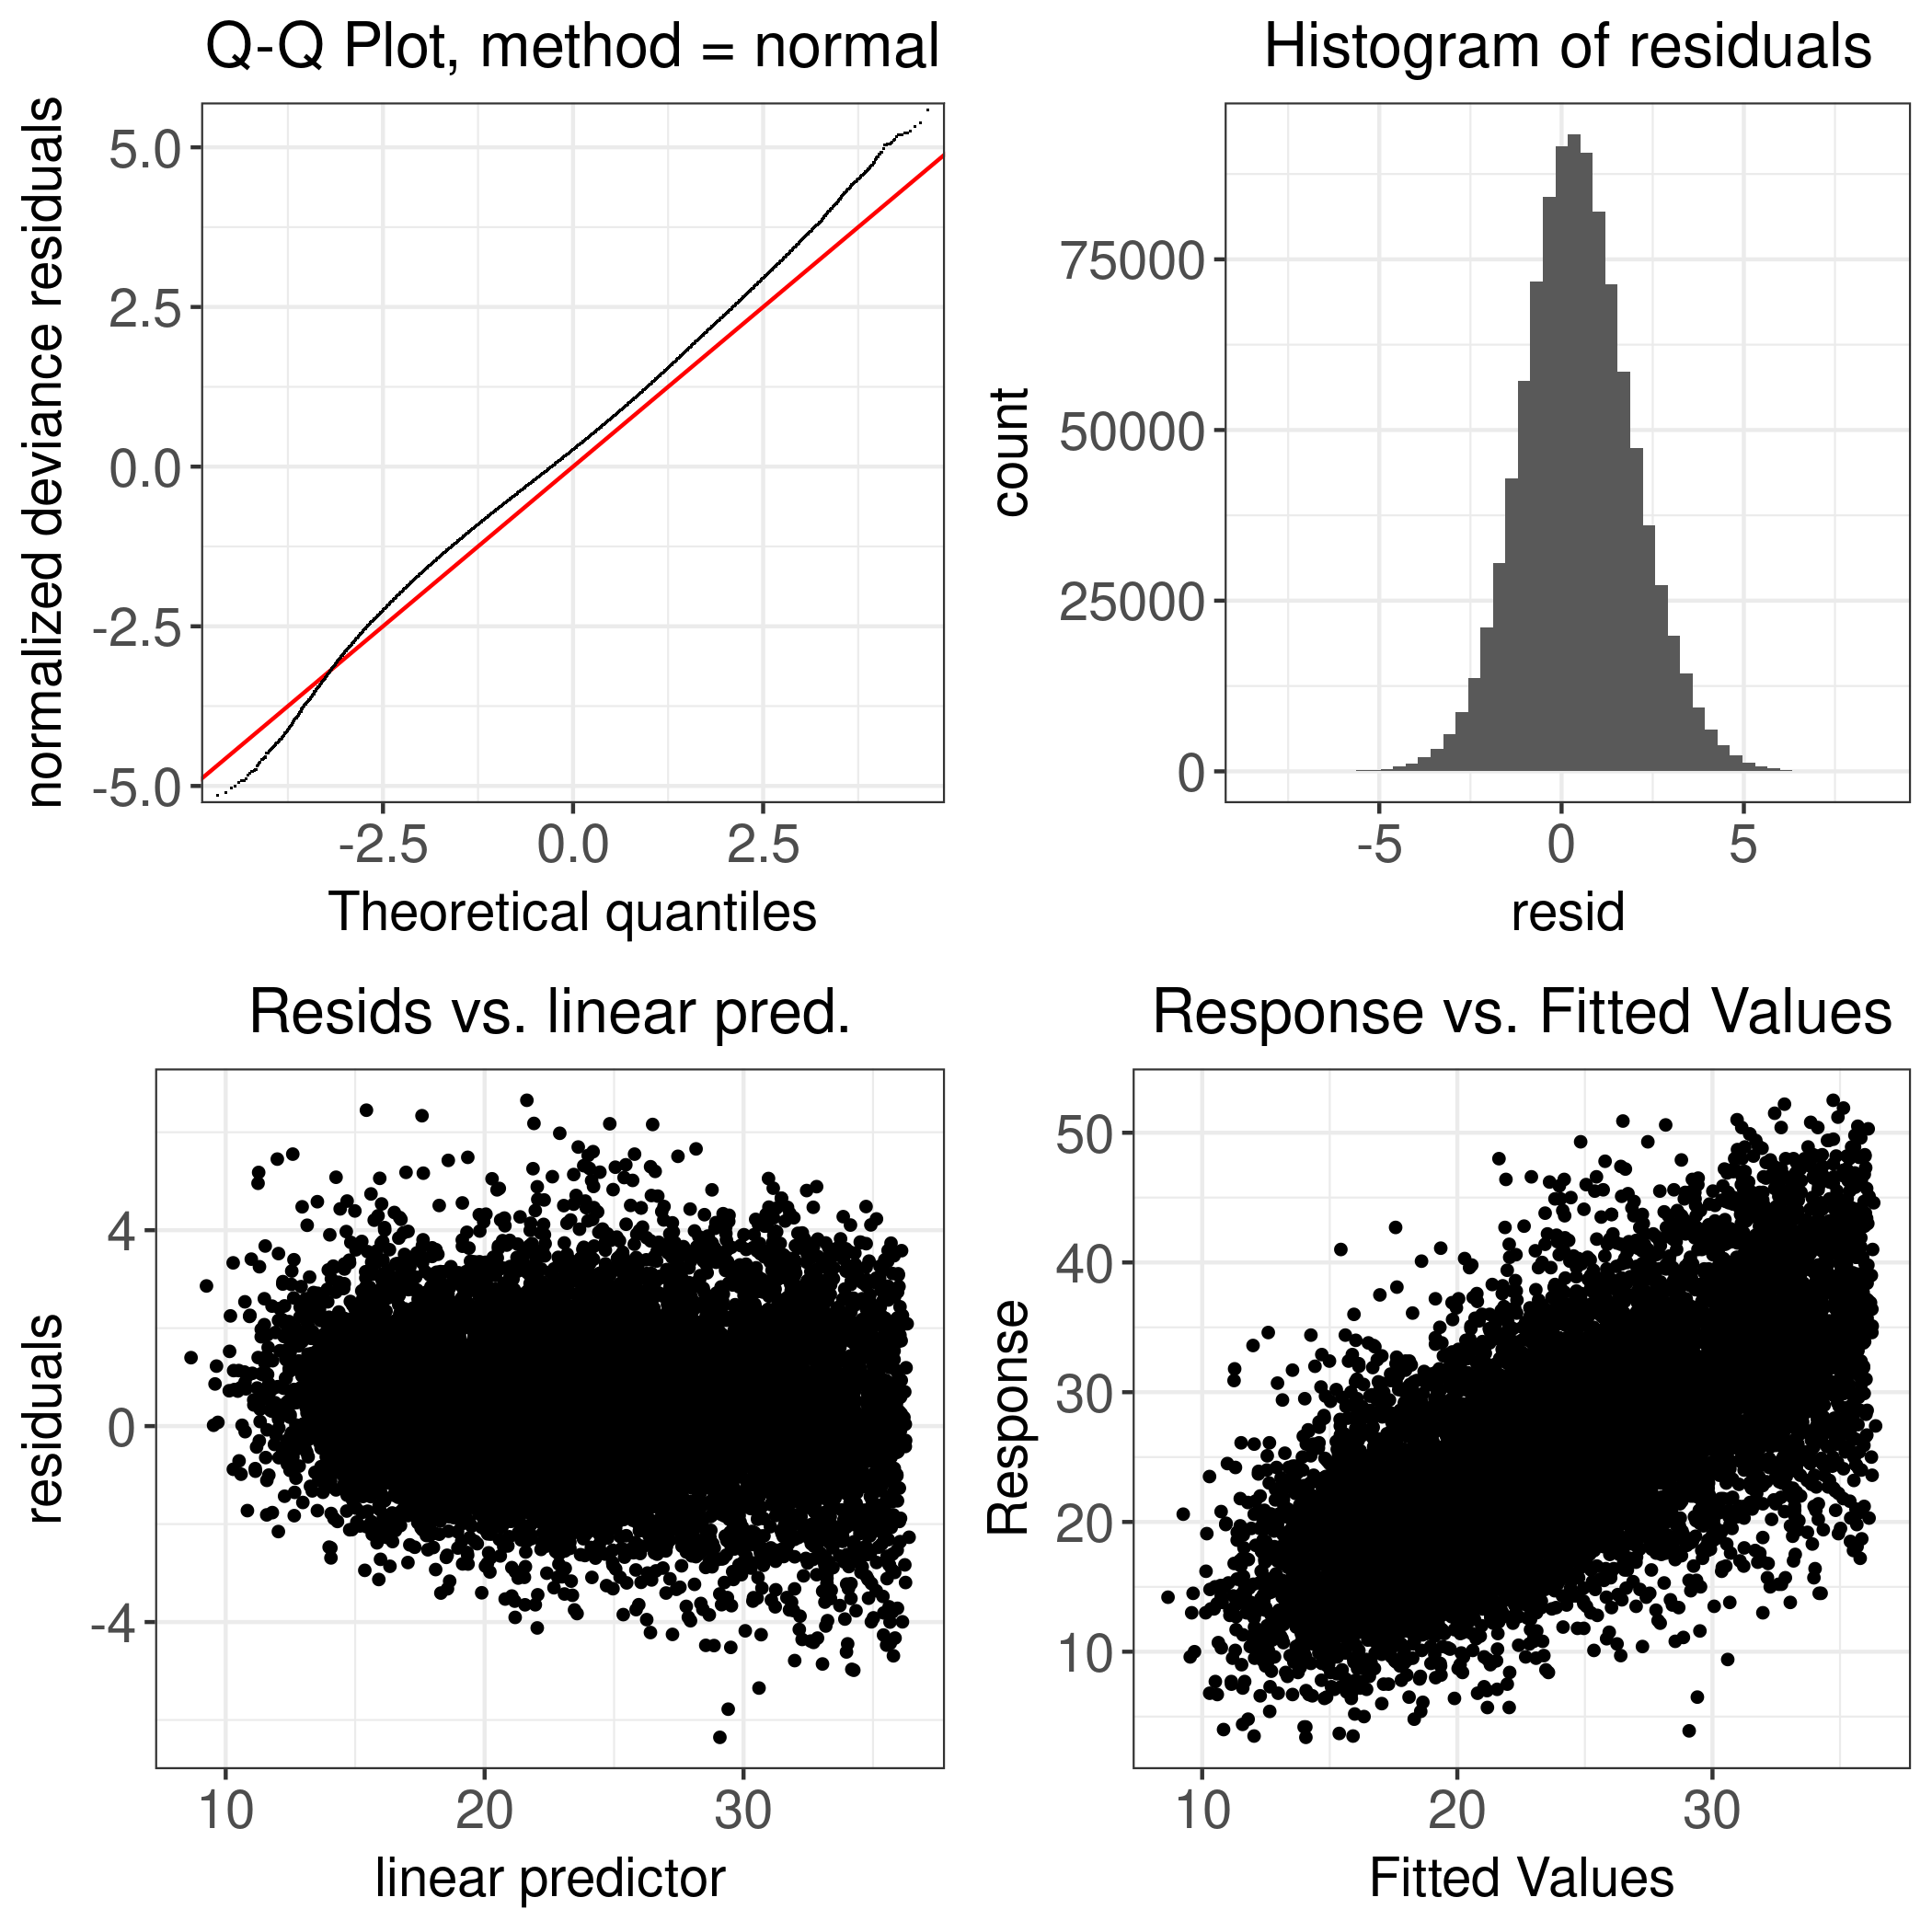 Q-Q Plot, method = normal
normalized deviance residuals
5.0
2.5
0.0
-2.5
-5.0
-2.5 0.0 2.5
Theoretical quantiles
Histogram of residuals
count
75000
50000
25000
0
-5 0 5
resid
Resids vs. linear pred.
residuals
4
0
-4
10 20 30
linear predictor
Response vs. Fitted Values
Response
50
40
30
20
10
10 20 30
Fitted Values